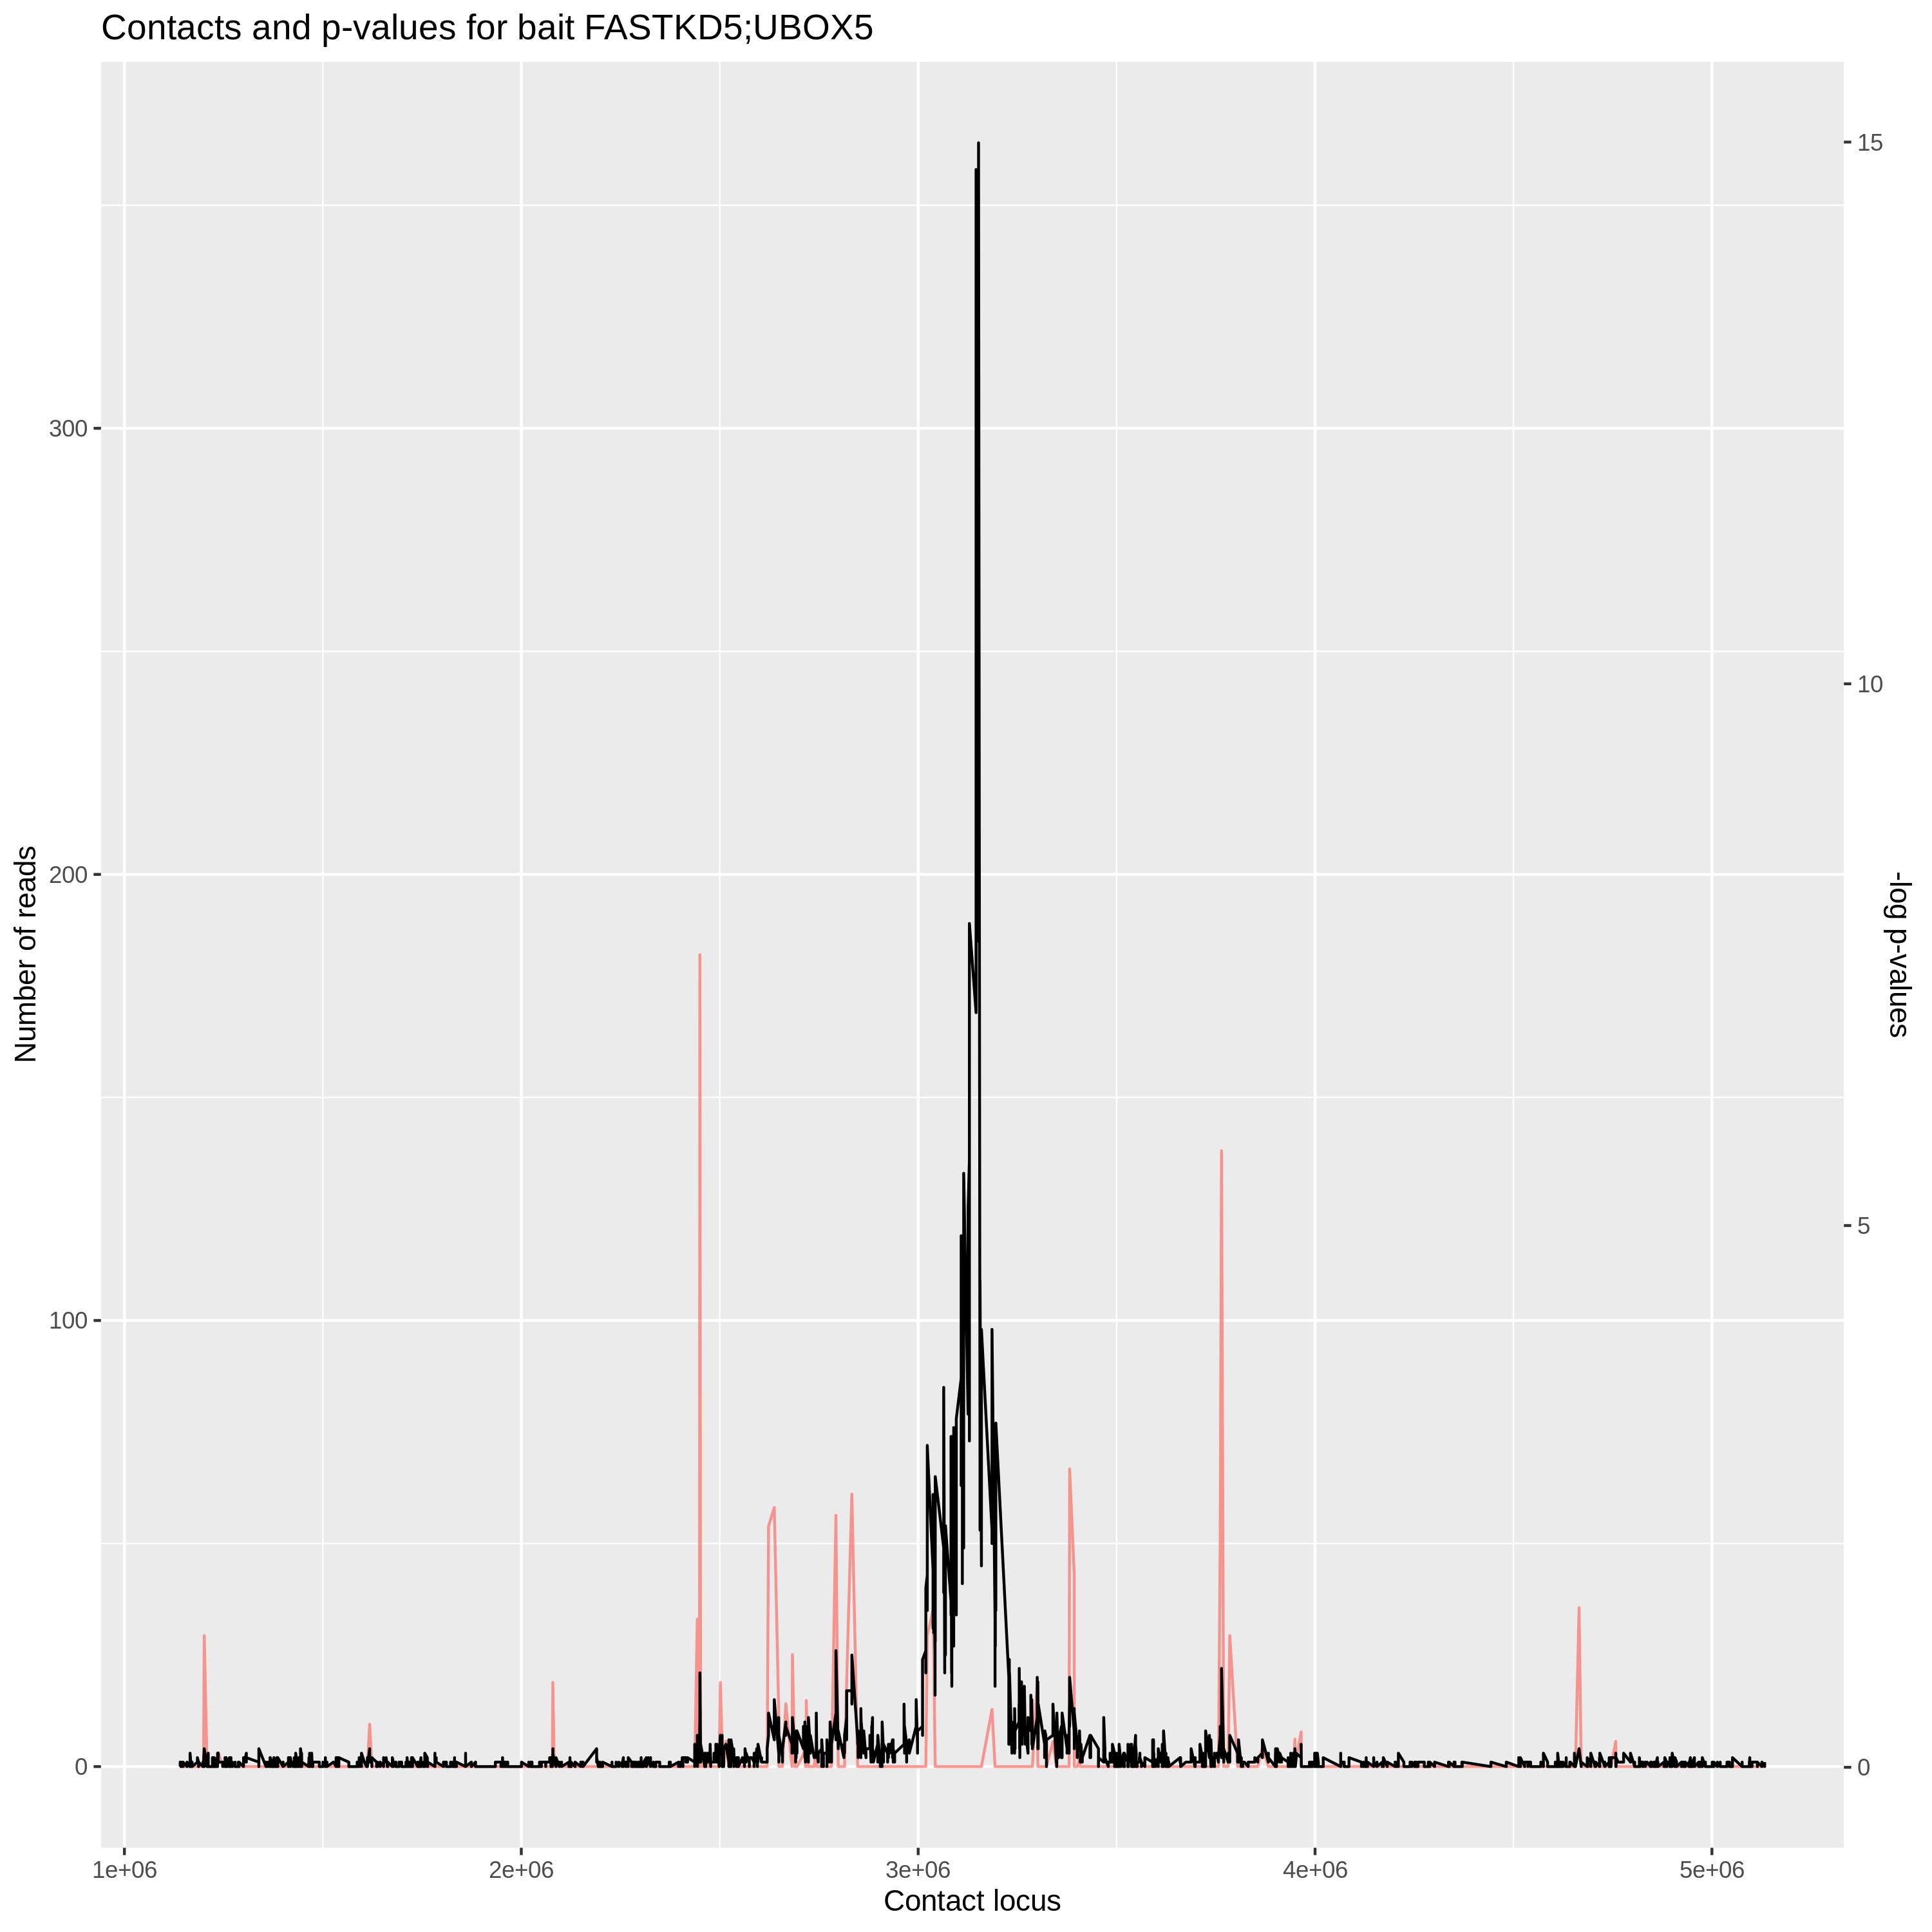 Contacts and p-values for bait FASTKD5;UBOX5
Number of reads
300
200
100
0
15
10
5
0
-log p-values
1e+06
2e+06
3e+06
4e+06
5e+06
Contact locus